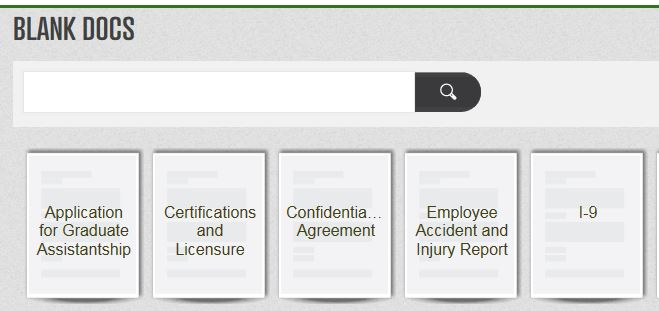 BLANK DOCS
Application
for Graduate
Assistantship
Certifications
and
Licensure
Confidentia...
Agreement
Employee
Accident and
Injury Report
I-9